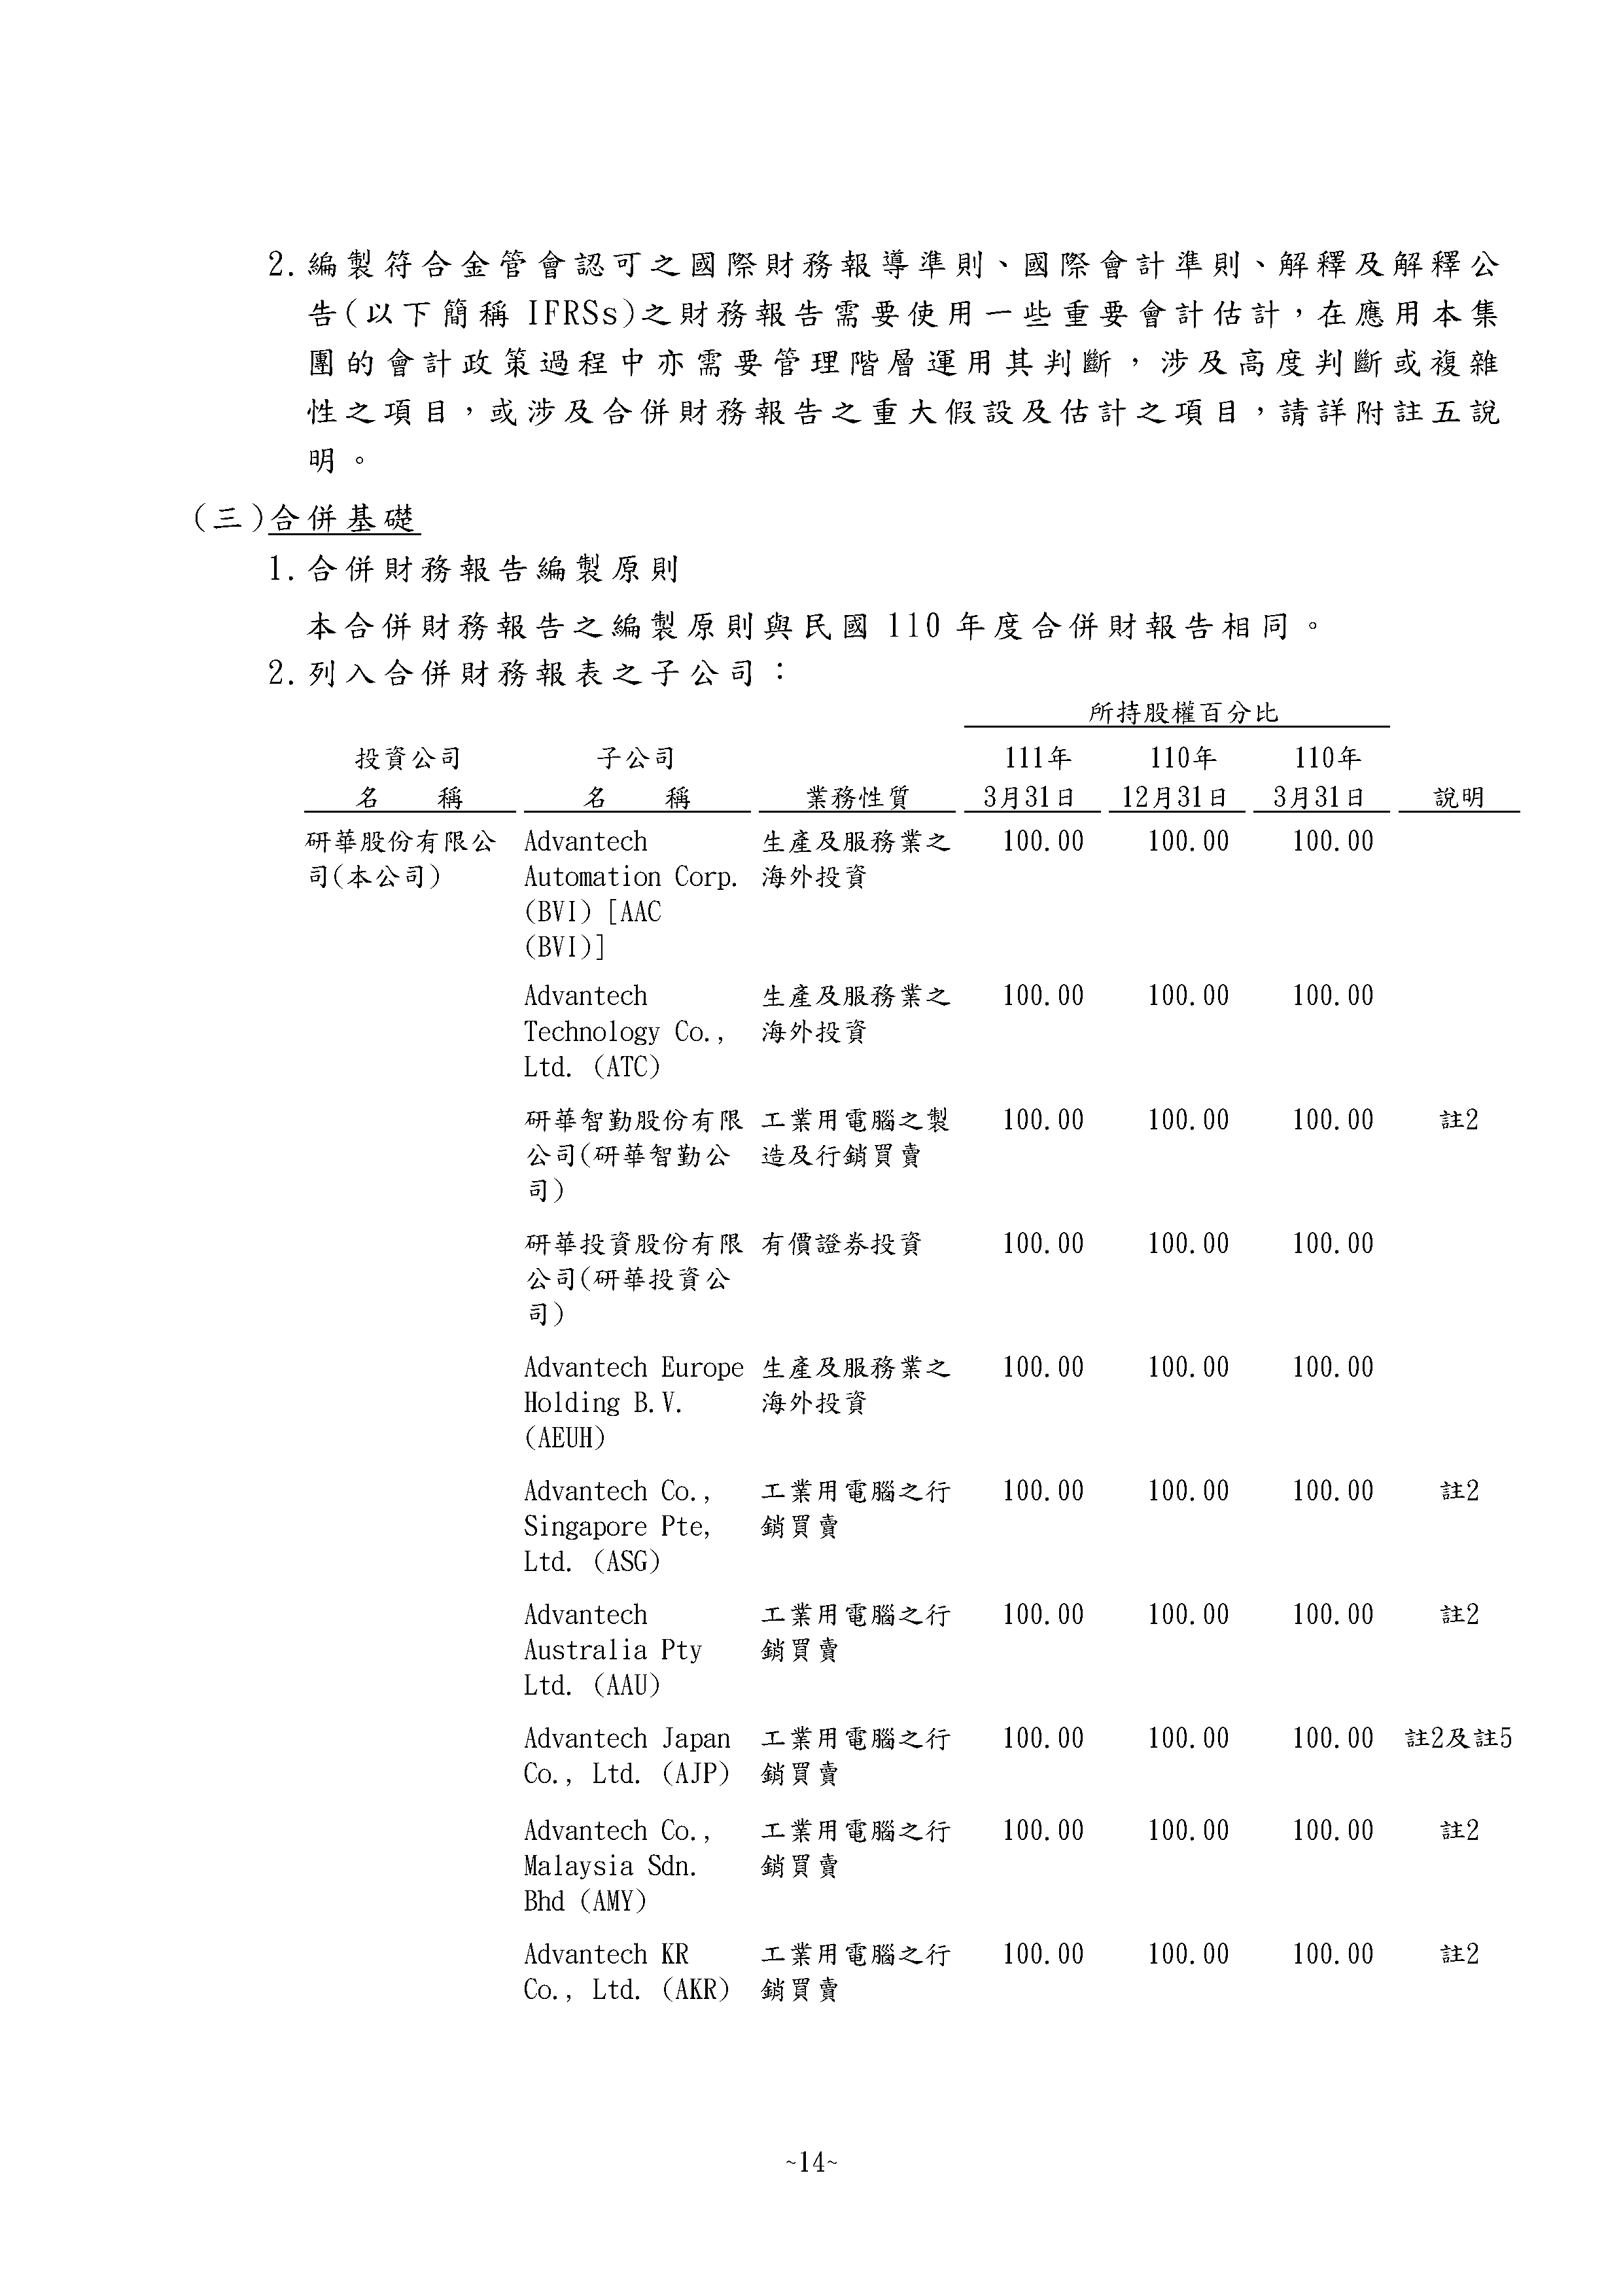 2.編製符合金管會認可之國際財務報導準則、國際會計準則、解釋及解釋公
告(以下簡稱 IFRSs)之財務報告需要使用一些重要會計估計，在應用本集
團的會計政策過程中亦需要管理階層運用其判斷，涉及高度判斷或複雜
性之項目，或涉及合併財務報告之重大假設及估計之項目，請詳附註五說
明。
(三)合併基礎
1.合併財務報告編製原則
本合併財務報告之編製原則與民國 110 年度合併財報告相同。
2.列入合併財務報表之子公司：
所持股權百分比
投資公司 子公司 111年 110年 110年
名 稱 名 稱 業務性質 3月31日 12月31日 3月31日 說明
研華股份有限公 Advantech 生產及服務業之 100.00 100.00 100.00
司(本公司) Automation Corp. 海外投資
(BVI) [AAC
(BVI)]
Advantech 生產及服務業之 100.00 100.00 100.00
Technology Co., 海外投資
Ltd. (ATC)
研華智勤股份有限 工業用電腦之製 100.00 100.00 100.00 註2
公司(研華智勤公 造及行銷買賣
司)
研華投資股份有限 有價證券投資 100.00 100.00 100.00
公司(研華投資公
司)
Advantech Europe 生產及服務業之 100.00 100.00 100.00
Holding B.V. 海外投資
(AEUH)
Advantech Co., 工業用電腦之行 100.00 100.00 100.00 註2
Singapore Pte, 銷買賣
Ltd. (ASG)
Advantech 工業用電腦之行 100.00 100.00 100.00 註2
Australia Pty 銷買賣
Ltd. (AAU)
Advantech Japan 工業用電腦之行 100.00 100.00 100.00 註2及註5
Co., Ltd. (AJP) 銷買賣
Advantech Co., 工業用電腦之行 100.00 100.00 100.00 註2
Malaysia Sdn. 銷買賣
Bhd (AMY)
Advantech KR 工業用電腦之行 100.00 100.00 100.00 註2
Co., Ltd. (AKR) 銷買賣
~14~